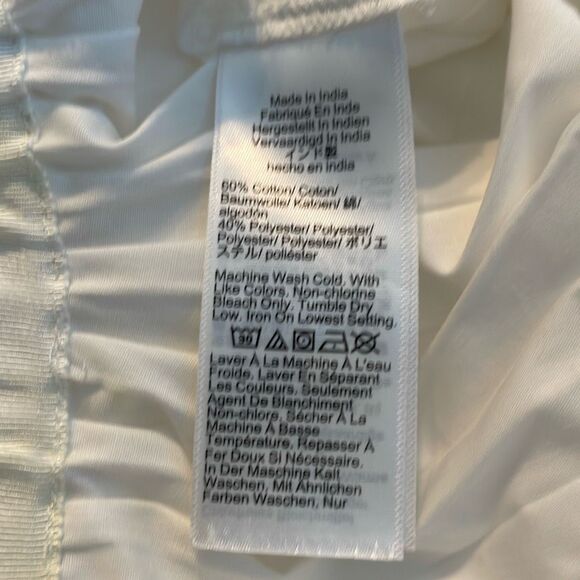 Made In India
Fabriqué En Inde
Hergestellt In Indien
Vervaardigd In India
インド製
hecho en india
60% Cotton/ Coton/
Baumwolle/ Katoen/ 綿/
algodón
40% Polyester/ Polyester/
Polyester/ Polyester/ ポリエ
ステル/ poliéster
Machine Wash Cold, With
Like Colors, Non-chlorine
Bleach Only, Tumble Dry
Low, Iron On Lowest Setting.
30
Laver À La Machine À L'eau
Froide, Laver En Séparant
Les Couleurs, Seulement
Agent De Blanchiment
Non-chlore, Sécher À La
Machine À Basse
Température, Repasser À
Fer Doux Si Nécessaire.
In Der Maschine Kalt
Waschen, Mit Ähnlichen
Farben Waschen, Nur